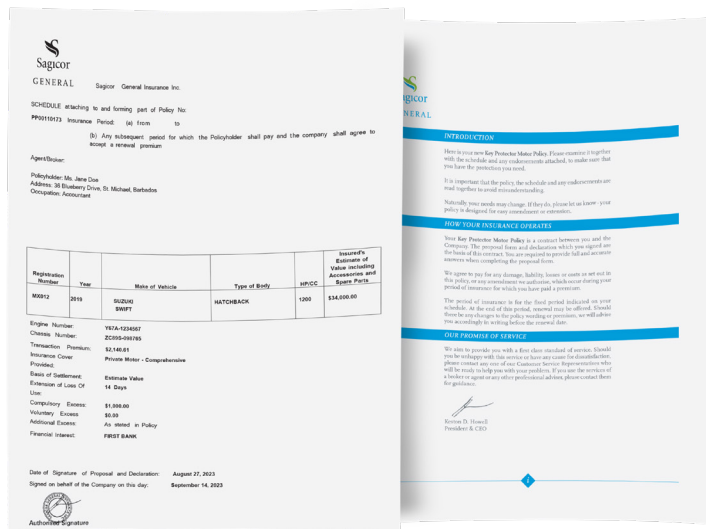 Sagicor
GENERAL
Sagicor General Insurance Inc
SCHEDULE attaching to and forming part of Policy No:
PP00110173 Insurance Period: (a) from to
(b) Any subsequent period for which the Policyholder shall pay and the company shall agree to
accept a renewal premium
Agent/Broker:
Policyholder: Ms. Jane Doe
Address: 36 Blueberry Drive, St. Michael, Barbados
Occupation: Accountant
Registration Number Year Make of Vehicle Type of Body HP/CC Insured's Estimate of Value including Accessories and Spare Parts
MX812 2019 SUZUKI SWIFT HATCHBACK 1200 $34,000.00
Engine Number: Y67A-1234567
Chassis Number: ZC89S-098765
Transaction Premium: $2,140.61
Insurance Cover Provided: Private Motor - Comprehensive
Basis of Settlement: Estimate Value
Extension of Loss Of Use: 14 Days
Compulsory Excess: $1,000.00
Voluntary Excess $0.00
Additional Excess: As stated in Policy
Financial Interest: FIRST BANK
Date of Signature of Proposal and Declaration: August 27, 2023
Signed on behalf of the Company on this day: September 14, 2023
Authorised Signature
agicor
NERAL
INTRODUCTION
Here is your new Key Protector Motor Policy. Please examine it together
with the schedule and any endorsements attached, to make sure that
you have the protection you need.
It is important that the policy, the schedule and any endorsements are
read together to avoid misunderstanding.
Naturally, your needs may change. If they do, please let us know - your
policy is designed for easy amendment or extension.
HOW YOUR INSURANCE OPERATES
Your Key Protector Motor Policy is a contract between you and the
Company. The proposal form and declaration which you signed are
the basis of this contract. You are required to provide full and accurate
answers when completing the proposal form.
We agree to pay for any damage, liability, losses or costs as set out in
this policy, or any amendment we authorise, which occur during your
period of insurance for which you have paid a premium.
The period of insurance is for the fixed period indicated on your
schedule. At the end of this period, renewal may be offered. Should
there be any changes in the policy wording or premium, we will advise
you accordingly in writing before the renewal date.
OUR PROMISE OF SERVICE
We aim to provide you with a first class standard of service. Should
you be unhappy with this service or have any cause for dissatisfaction,
please contact any one of our Customer Service Representatives who
will be ready to help you with your problem. If you use the services of
a broker or agent or any other professional adviser, please contact them
for guidance.
Keston D. Howell
President & CEO